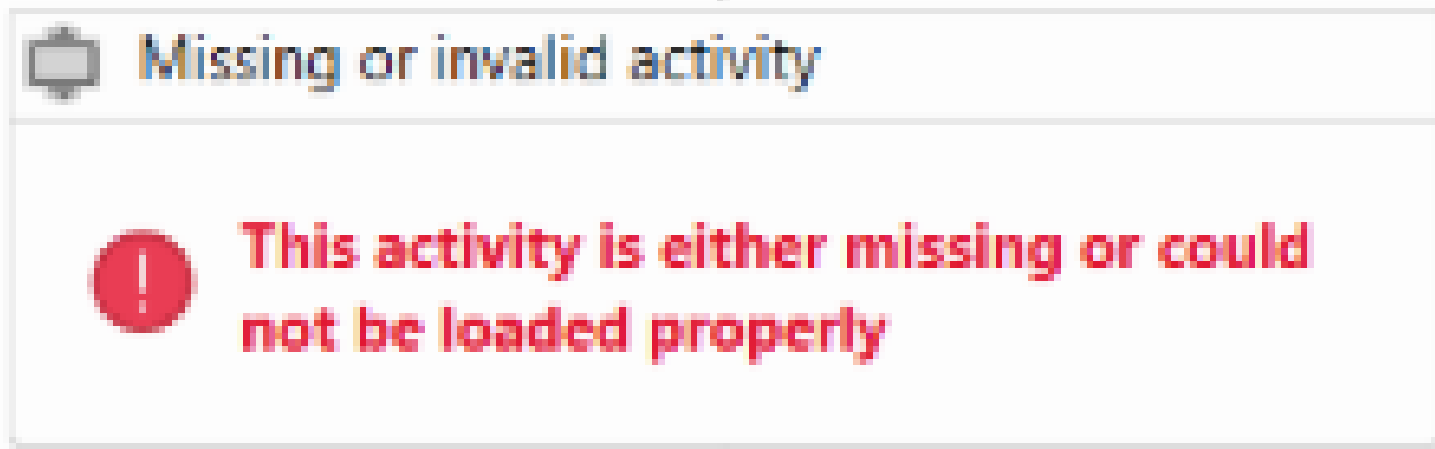 Missing or invalid activity
This activity is either missing or could
not be loaded properly